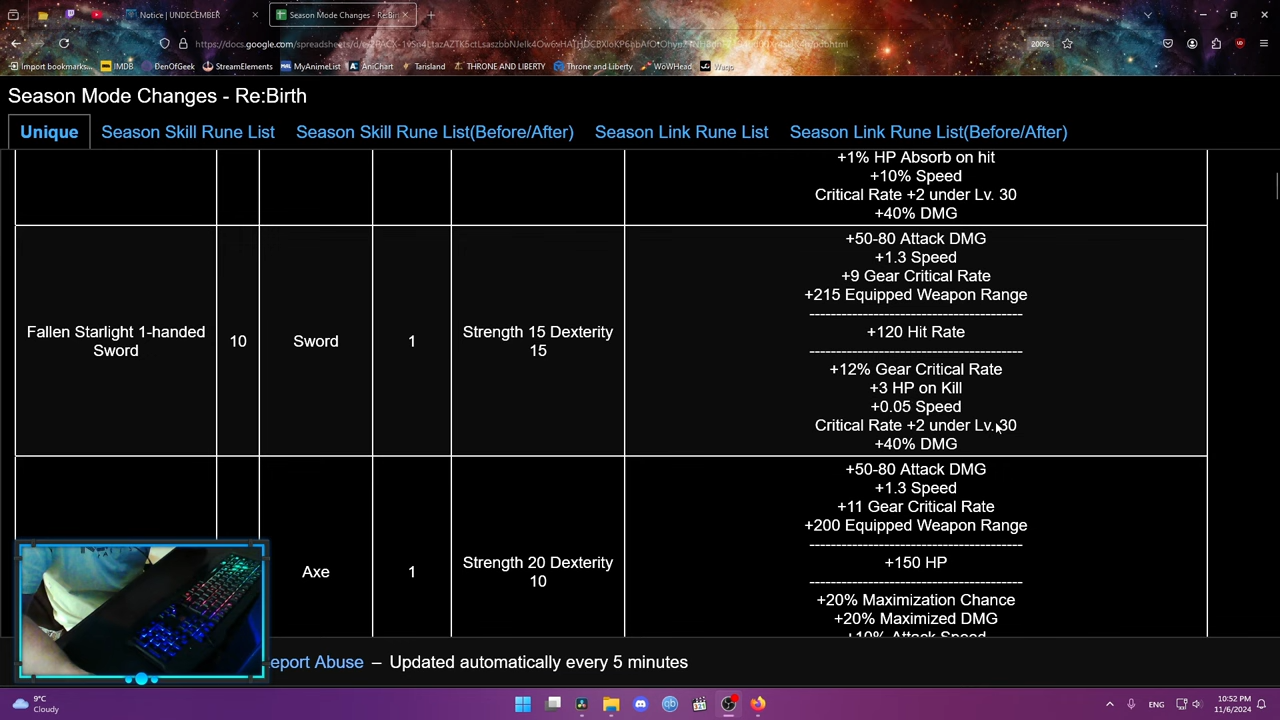 Notice | UNDECEMBER
Season Mode Changes - Re:Birt
200%
Import bookmarks...
IMDB
DenOfGeek
StreamElements
MyAnimeList
AniChart
Tarisland
THRONE AND LIBERTY
Throne and Liberty
WoWHead
Wago
Season Mode Changes - Re:Birth
Unique
Season Skill Rune List
Season Skill Rune List(Before/After)
Season Link Rune List
Season Link Rune List(Before/After)
+1% HP Absorb on hit
+10% Speed
Critical Rate +2 under Lv. 30
+40% DMG
Fallen Starlight 1-handed
Sword
10
Sword
1
Strength 15 Dexterity
15
+50-80 Attack DMG
+1.3 Speed
+9 Gear Critical Rate
+215 Equipped Weapon Range
----------------------------------------
+120 Hit Rate
----------------------------------------
+12% Gear Critical Rate
+3 HP on Kill
+0.05 Speed
Critical Rate +2 under Lv. 30
+40% DMG
Axe
1
Strength 20 Dexterity
10
+50-80 Attack DMG
+1.3 Speed
+11 Gear Critical Rate
+200 Equipped Weapon Range
----------------------------------------
+150 HP
----------------------------------------
+20% Maximization Chance
+20% Maximized DMG
+10% Attack Speed
eport Abuse – Updated automatically every 5 minutes
9°C
Cloudy
ENG
10:52 PM
11/6/2024